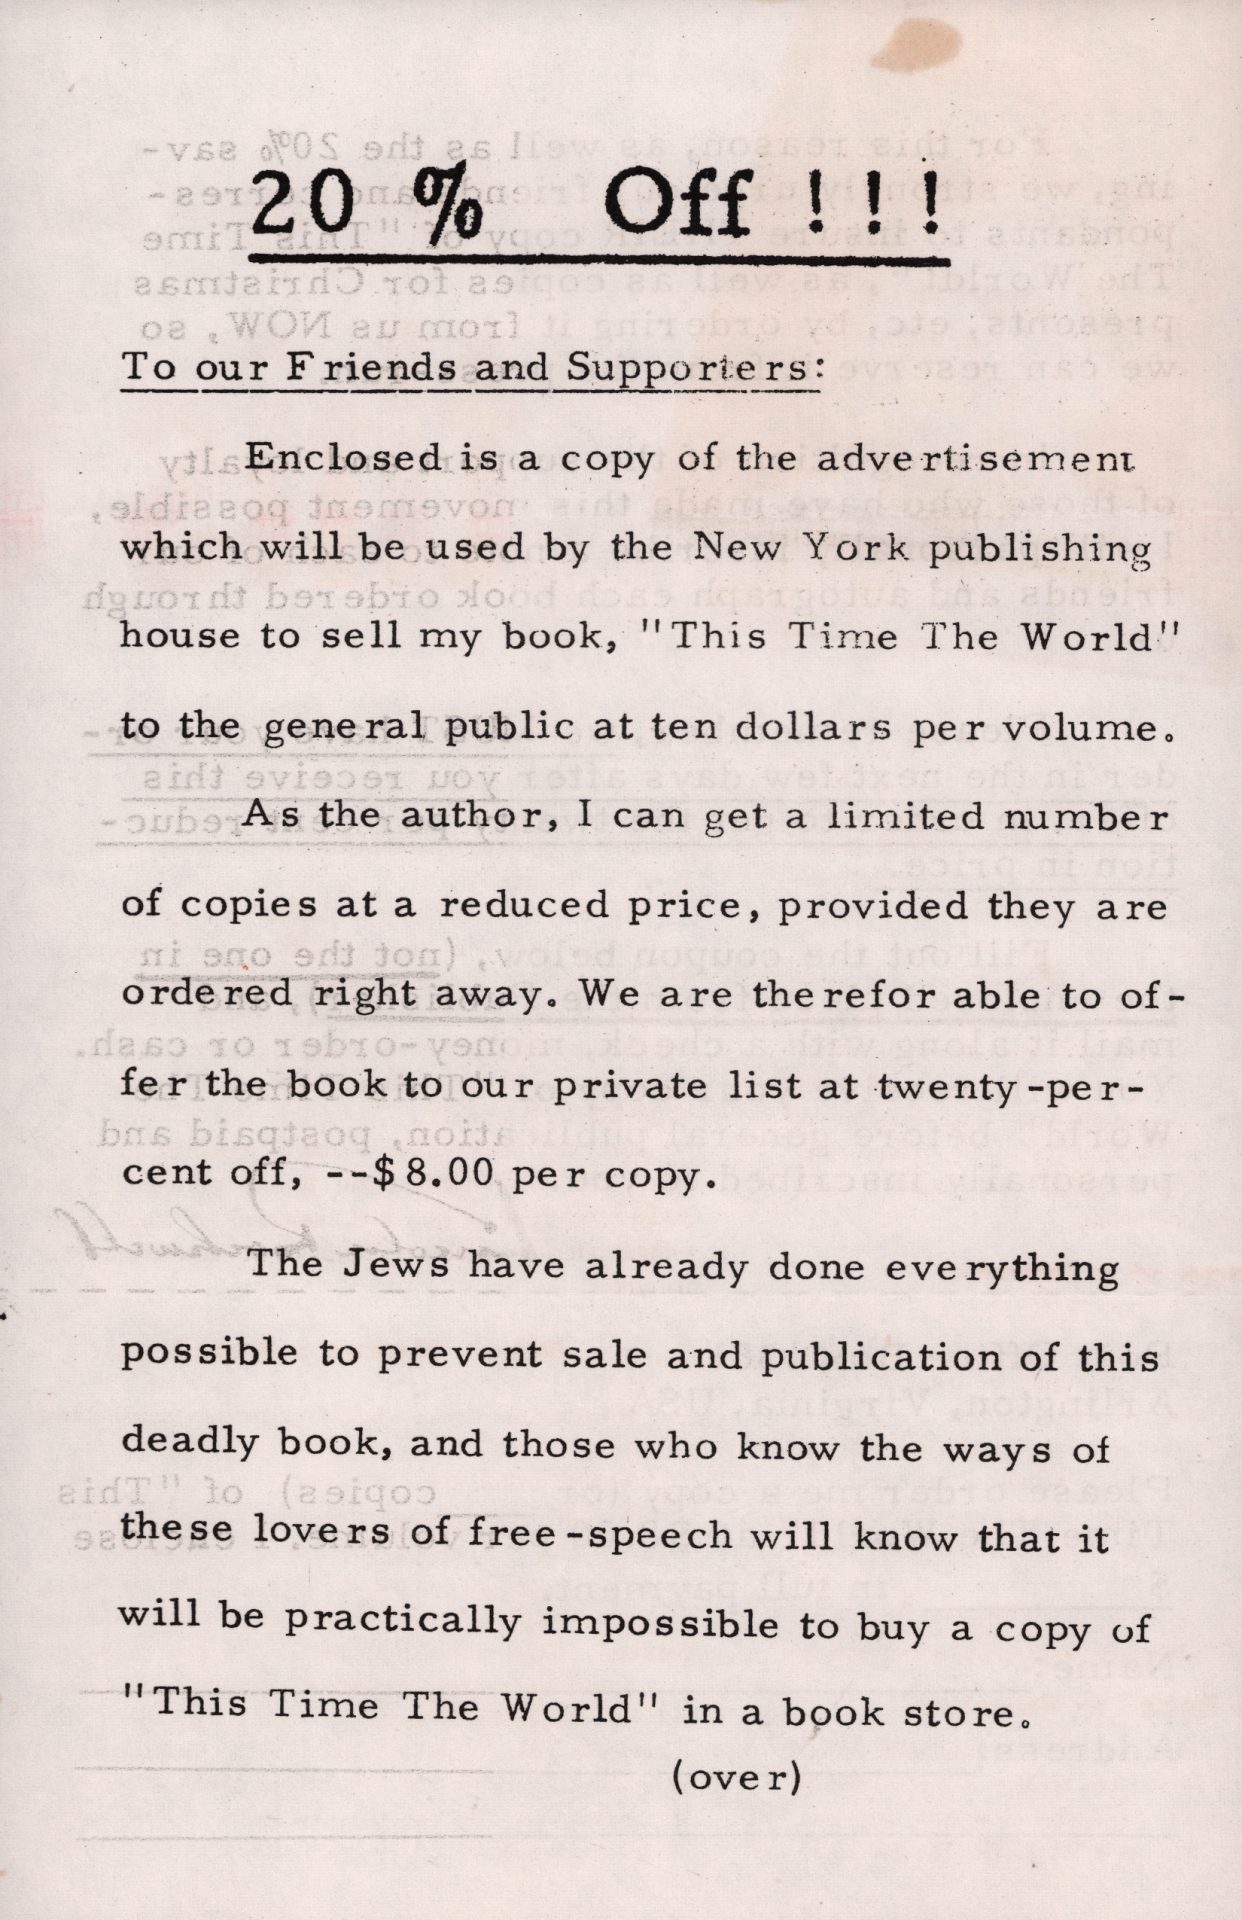 20 % Off ! ! !
To our Friends and Supporters:
Enclosed is a copy of the advertisement
which will be used by the New York publishing
house to sell my book, "This Time The World"
to the general public at ten dollars per volume.
As the author, I can get a limited number
of copies at a reduced price, provided they are
ordered right away. We are therefor able to of-
fer the book to our private list at twenty-per-
cent off, --$8.00 per copy.
The Jews have already done everything
possible to prevent sale and publication of this
deadly book, and those who know the ways of
these lovers of free-speech will know that it
will be practically impossible to buy a copy of
"This Time The World" in a book store.
(over)